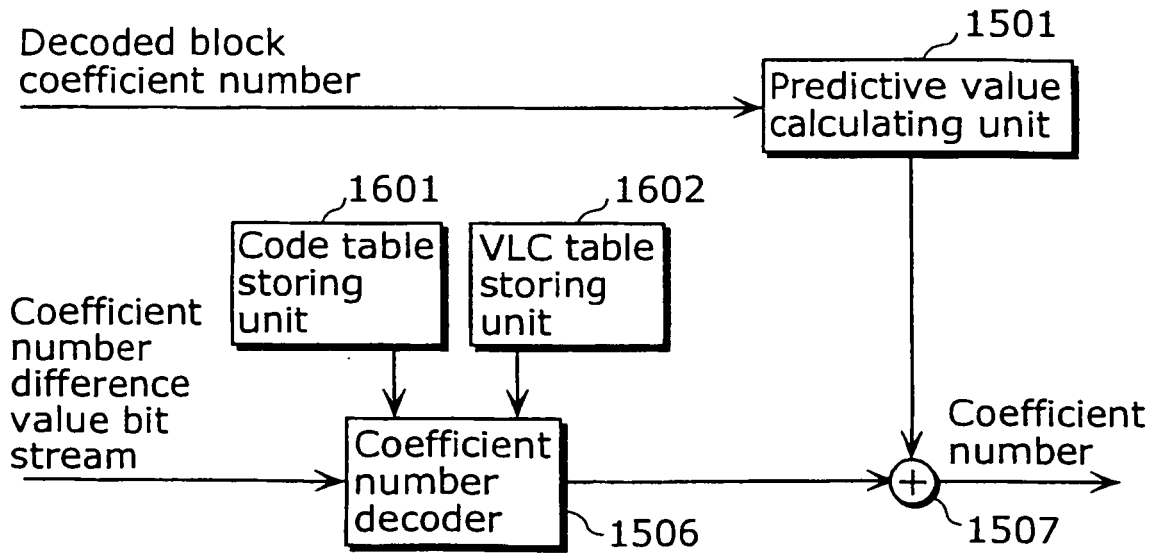 Decoded block
coefficient number
1501
Predictive value
calculating unit
1601
Code table
storing
unit
1602
VLC table
storing
unit
Coefficient
number
difference
value bit
stream
Coefficient
number
decoder
1506
+
1507
Coefficient
number